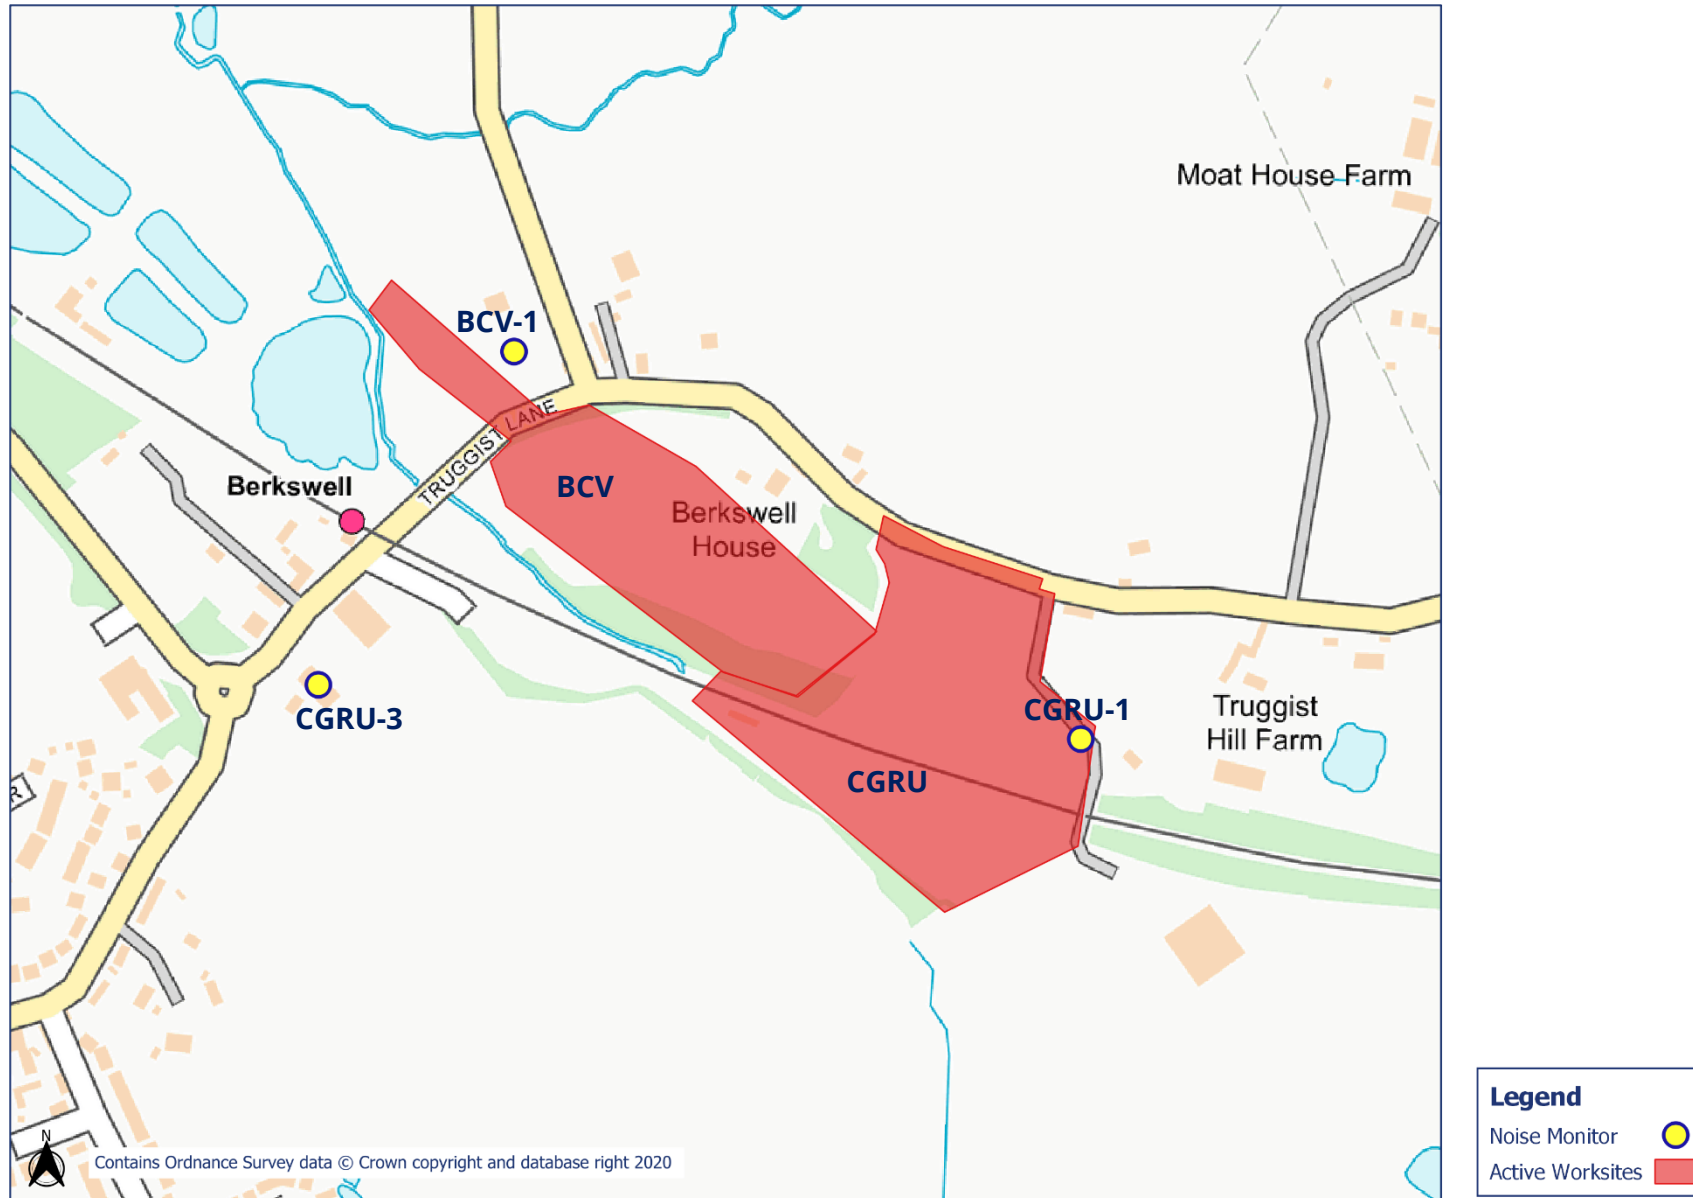 Moat House Farm
BCV-1
TRUGGIST LANE
Berkswell
BCV
Berkswell
House
CGRU-3
CGRU-1
Truggist
Hill Farm
CGRU
R
N
Contains Ordnance Survey data © Crown copyright and database right 2020
Legend
Noise Monitor
Active Worksites